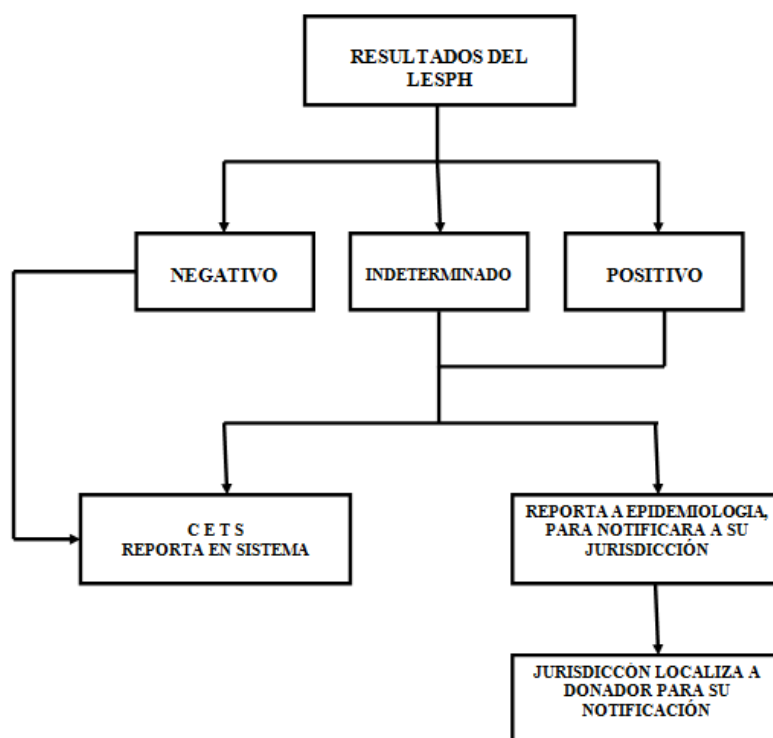 RESULTADOS DEL
LESPH
NEGATIVO
INDETERMINADO
POSITIVO
C E T S
REPORTA EN SISTEMA
REPORTA A EPIDEMIOLOGIA,
PARA NOTIFICARA A SU
JURISDICCIÓN
JURISDICCÓN LOCALIZA A
DONADOR PARA SU
NOTIFICACIÓN